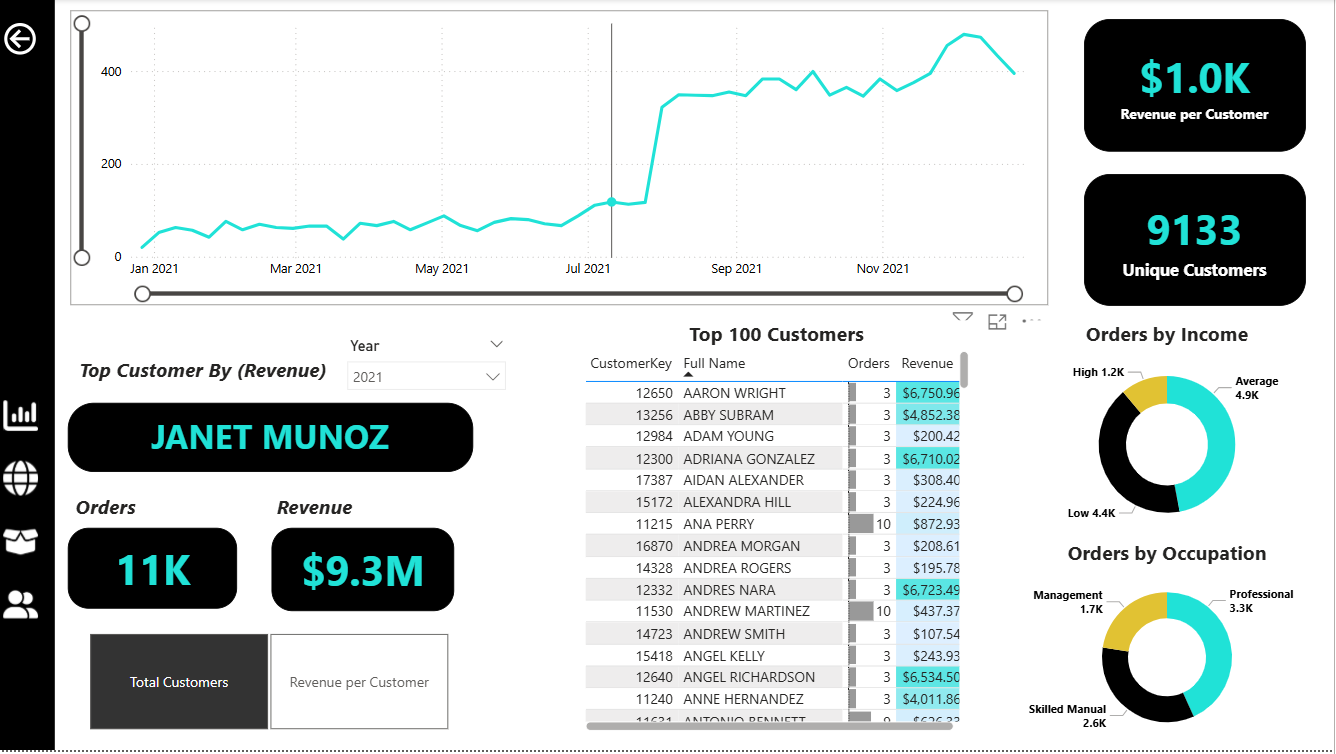 400
200
0
Jan 2021 Mar 2021 May 2021 Jul 2021 Sep 2021 Nov 2021
$1.0K
Revenue per Customer
9133
Unique Customers
Top Customer By (Revenue)
Year
2021
JANET MUNOZ
Orders Revenue
11K $9.3M
Total Customers Revenue per Customer
Top 100 Customers
CustomerKey Full Name Orders Revenue
12650 AARON WRIGHT 3 $6,750.96
13256 ABBY SUBRAM 3 $4,852.38
12984 ADAM YOUNG 3 $200.42
12300 ADRIANA GONZALEZ 3 $6,710.02
17387 AIDAN ALEXANDER 3 $308.40
15172 ALEXANDRA HILL 3 $224.96
11215 ANA PERRY 10 $872.93
16870 ANDREA MORGAN 3 $208.61
14328 ANDREA ROGERS 3 $195.78
12332 ANDRES NARA 3 $6,723.49
11530 ANDREW MARTINEZ 10 $437.37
14723 ANDREW SMITH 3 $107.54
15418 ANGEL KELLY 3 $243.93
12640 ANGEL RICHARDSON 3 $6,534.50
11240 ANNE HERNANDEZ 3 $4,011.86
11631 ANTONIO BENNETT 9
Orders by Income
High 1.2K
Average
4.9K
Low 4.4K
Orders by Occupation
Management
1.7K
Professional
3.3K
Skilled Manual
2.6K